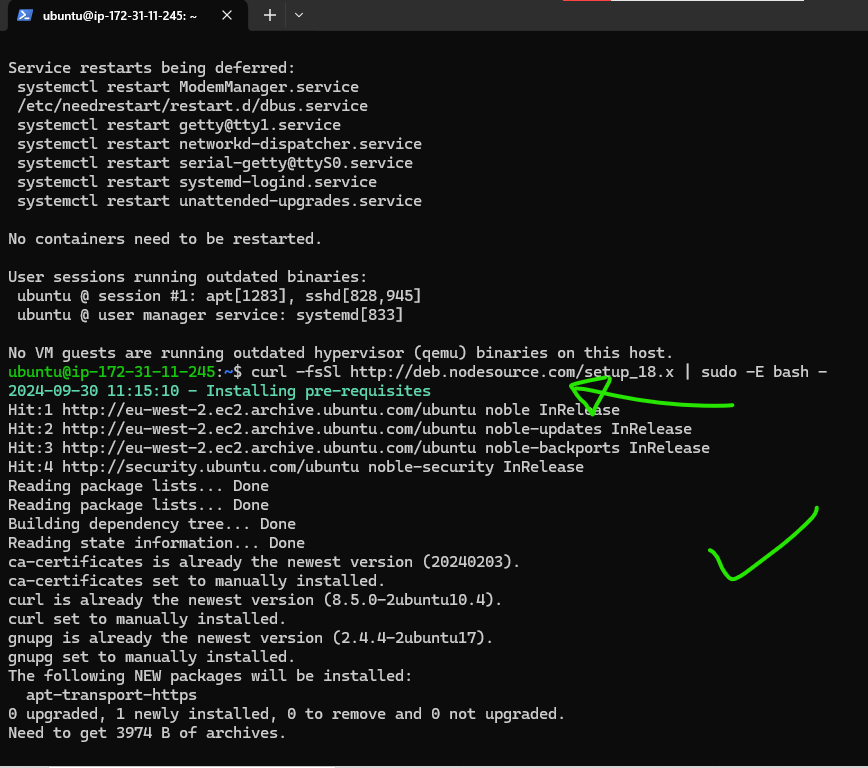 ubuntu@ip-172-31-11-245: ~
Service restarts being deferred:
systemctl restart ModemManager.service
/etc/needrestart/restart.d/dbus.service
systemctl restart getty@tty1.service
systemctl restart networkd-dispatcher.service
systemctl restart serial-getty@ttyS0.service
systemctl restart systemd-logind.service
systemctl restart unattended-upgrades.service
No containers need to be restarted.
User sessions running outdated binaries:
ubuntu @ session #1: apt[1283], sshd[828,945]
ubuntu @ user manager service: systemd[833]
No VM guests are running outdated hypervisor (qemu) binaries on this host.
ubuntu@ip-172-31-11-245:~$ curl -fsSl http://deb.nodesource.com/setup_18.x | sudo -E bash -
2024-09-30 11:15:10 - Installing pre-requisites
Hit:1 http://eu-west-2.ec2.archive.ubuntu.com/ubuntu noble InRelease
Hit:2 http://eu-west-2.ec2.archive.ubuntu.com/ubuntu noble-updates InRelease
Hit:3 http://eu-west-2.ec2.archive.ubuntu.com/ubuntu noble-backports InRelease
Hit:4 http://security.ubuntu.com/ubuntu noble-security InRelease
Reading package lists... Done
Reading package lists... Done
Building dependency tree... Done
Reading state information... Done
ca-certificates is already the newest version (20240203).
ca-certificates set to manually installed.
curl is already the newest version (8.5.0-2ubuntu10.4).
curl set to manually installed.
gnupg is already the newest version (2.4.4-2ubuntu17).
gnupg set to manually installed.
The following NEW packages will be installed:
apt-transport-https
0 upgraded, 1 newly installed, 0 to remove and 0 not upgraded.
Need to get 3974 B of archives.